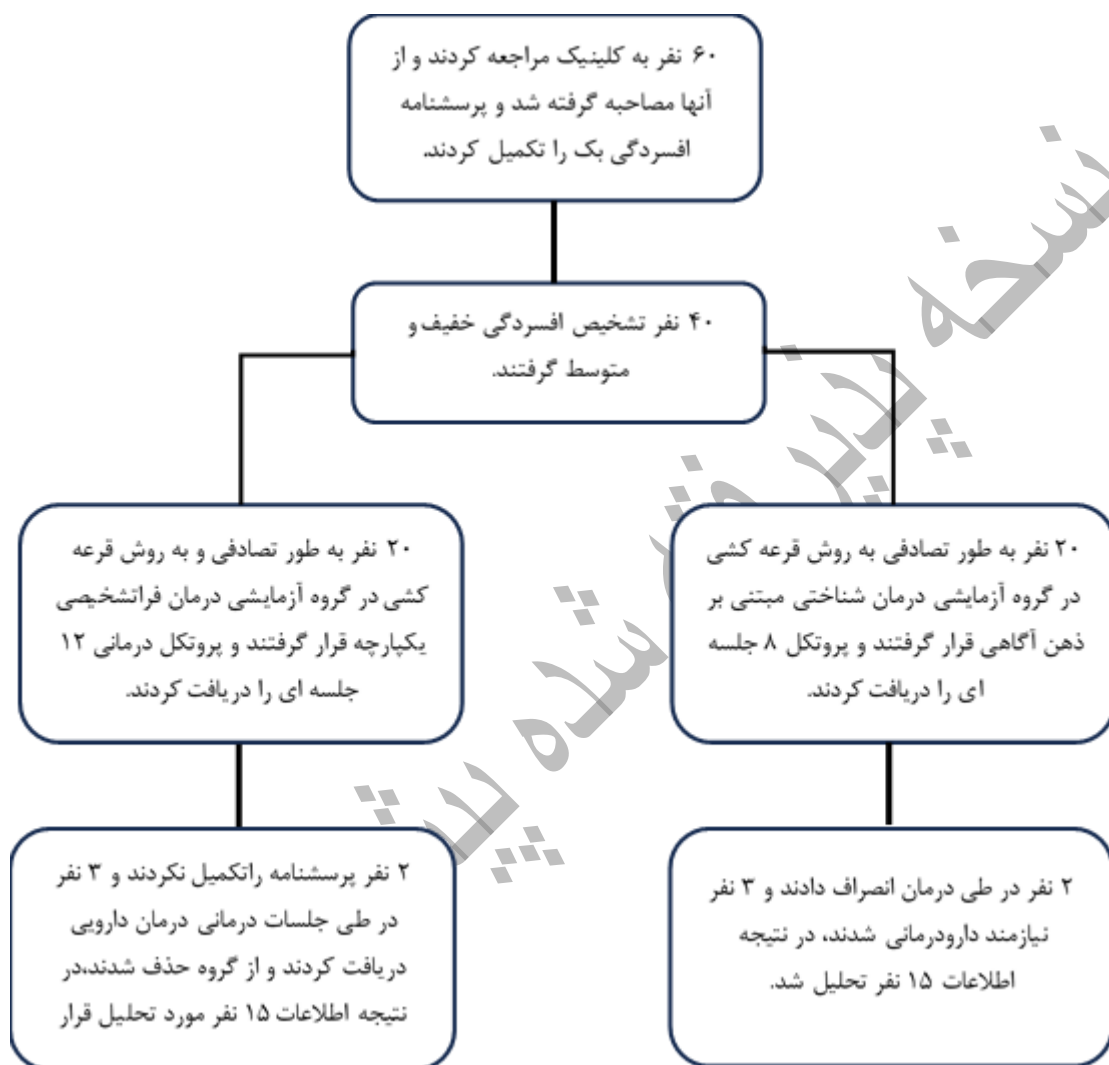 ۶۰ نفر به کلینیک مراجعه کردند و از
آنها مصاحبه گرفته شد و پرسشنامه
افسردگی بک را تکمیل کردند.
۴۰ نفر تشخیص افسردگی خفیف و
متوسط گرفتند.
۲۰ نفر به طور تصادفی به روش قرعه کشی
در گروه آزمایشی درمان شناختی مبتنی بر
ذهن آگاهی قرار گرفتند و پروتکل ۸ جلسه
ای را دریافت کردند.
۲۰ نفر به طور تصادفی و به روش قرعه
کشی در گروه آزمایشی درمان فراتشخیصی
یکپارچه قرار گرفتند و پروتکل درمانی ۱۲
جلسه ای را دریافت کردند.
۲ نفر در طی درمان انصراف دادند و ۳ نفر
نیازمند دارودرمانی شدند، در نتیجه
اطلاعات ۱۵ نفر تحلیل شد.
۲ نفر پرسشنامه راتکمیل نکردند و ۳ نفر
در طی جلسات درمانی درمان دارویی
دریافت کردند و از گروه حذف شدند،در
نتیجه اطلاعات ۱۵ نفر مورد تحلیل قرار
نسخه پذیرفته شده پیش